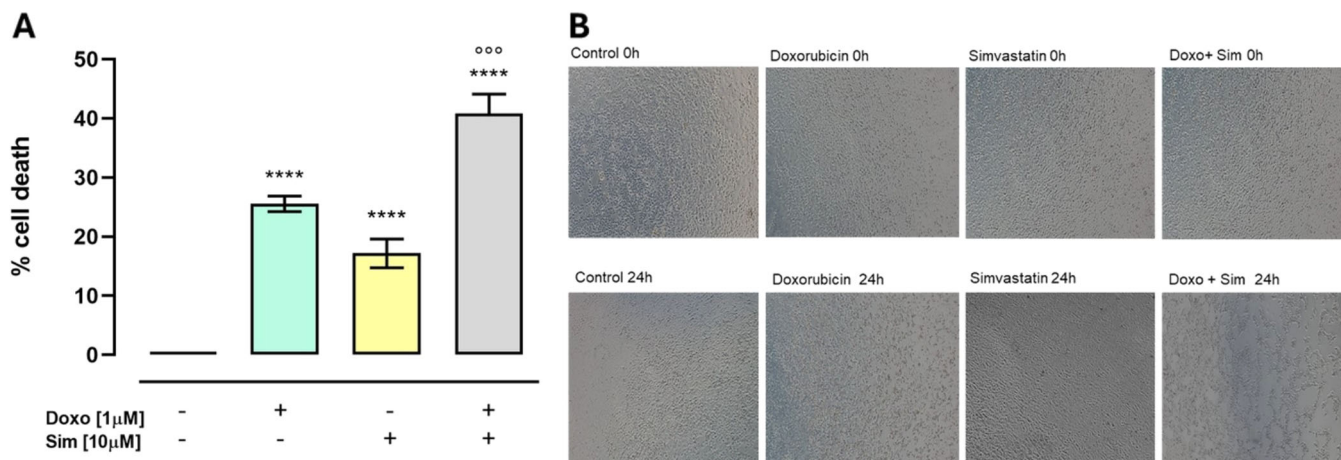 A
50
40
30
20
10
0
% cell death
****
****
°°°
****
Doxo [1μM] - + - +
Sim [10μM] - - + +
B
Control 0h
Doxorubicin 0h
Simvastatin 0h
Doxo+ Sim 0h
Control 24h
Doxorubicin 24h
Simvastatin 24h
Doxo + Sim 24h